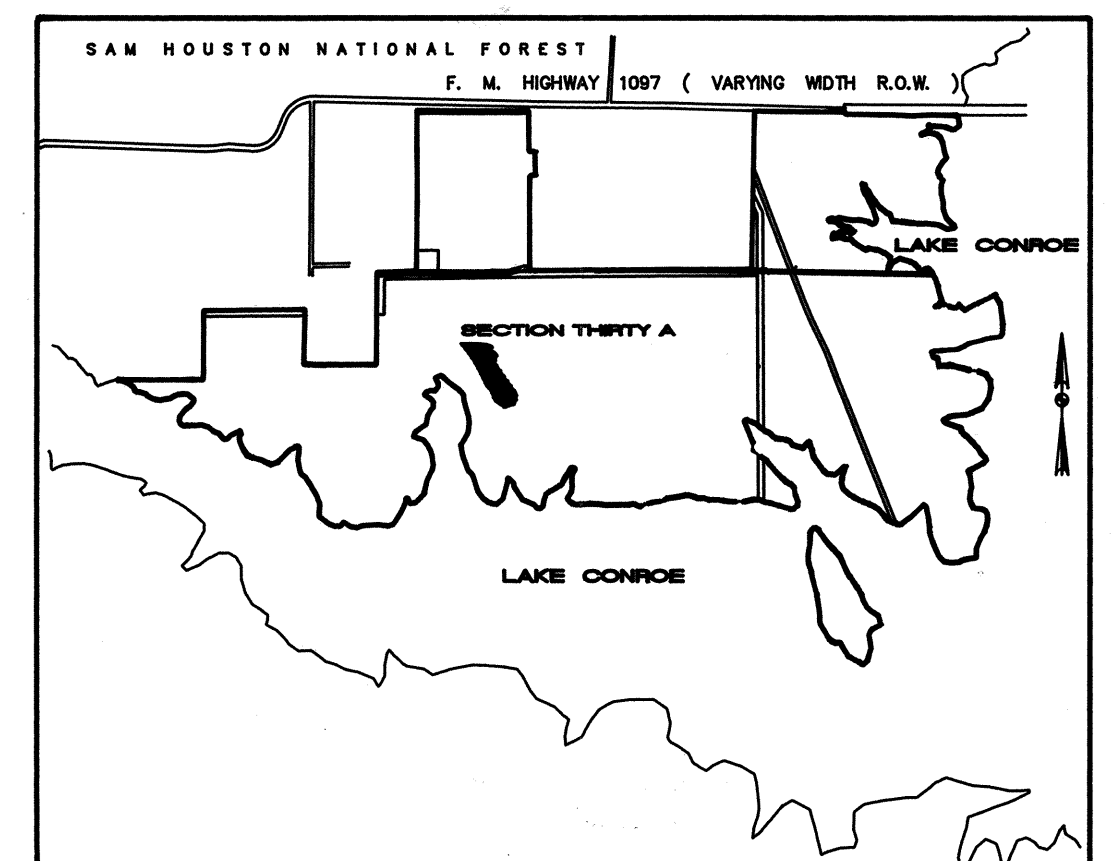 SAM HOUSTON NATIONAL FOREST
F. M. HIGHWAY 1097 ( VARYING WIDTH R.O.W. )
LAKE CONROE
SECTION THIRTY A
LAKE CONROE